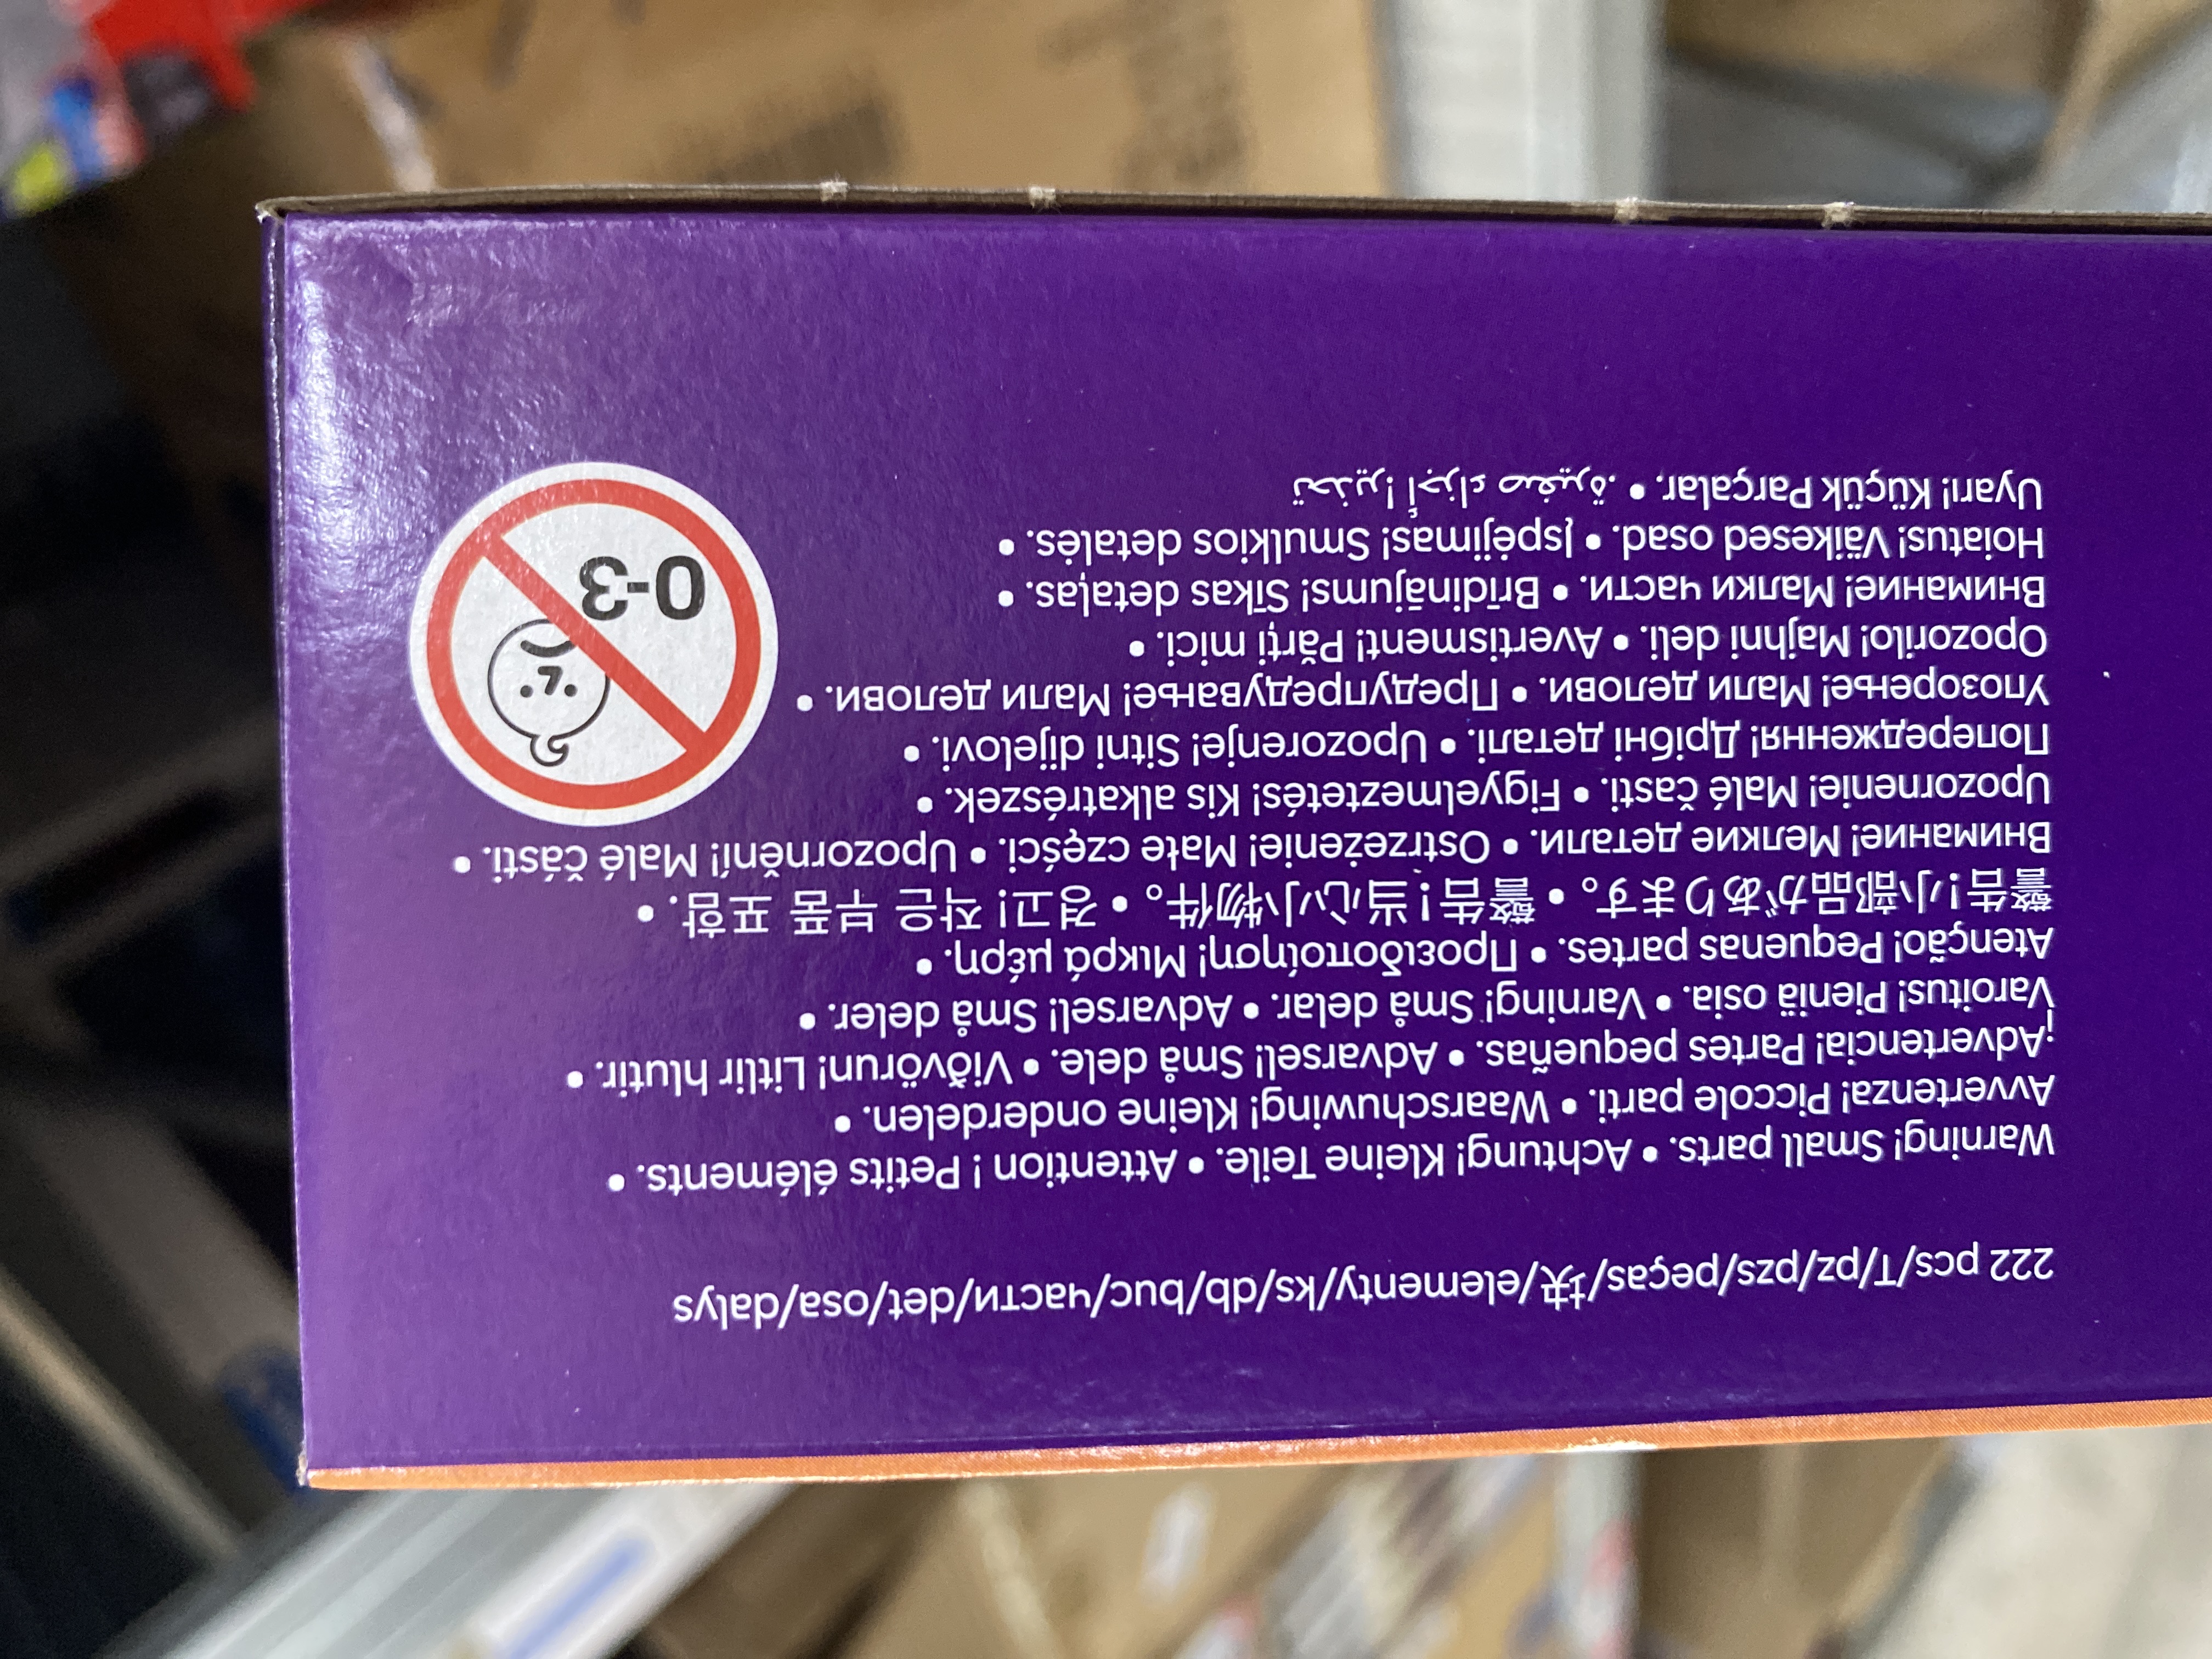 222 pcs/T/pz/pzs/peças/块/elementy/ks/db/buc/части/det/osa/dalys
Warning! Small parts. • Achtung! Kleine Teile. • Attention ! Petits éléments. •
Avvertenza! Piccole parti. • Waarschuwing! Kleine onderdelen. •
¡Advertencia! Partes pequeñas. • Advarsel! Små dele. • Viðvörun! Litlir hlutir. •
Varoitus! Pieniä osia. • Varning! Små delar. • Advarsel! Små deler. •
Atenção! Pequenas partes. • Προειδοποίηση! Μικρά μέρη. •
警告！小部品があります。 • 警告！当心小物件。 • 경고! 작은 부품 포함. •
Внимание! Мелкие детали. • Ostrzeżenie! Małe części. • Upozornění! Malé části. •
Upozornenie! Malé časti. • Figyelmeztetés! Kis alkatrészek. •
Попередження! Дрібні деталі. • Upozorenje! Sitni dijelovi. •
Упозорење! Мали делови. • Предупредување! Мали делови. •
Opozorilo! Majhni deli. • Avertisment! Părți mici. •
Внимание! Малки части. • Brīdinājums! Sīkas detaļas. •
Hoiatus! Väikesed osad. • Įspėjimas! Smulkios detalės. •
Uyarı! Küçük Parçalar. • تحذير! أجزاء صغيرة.
0-3